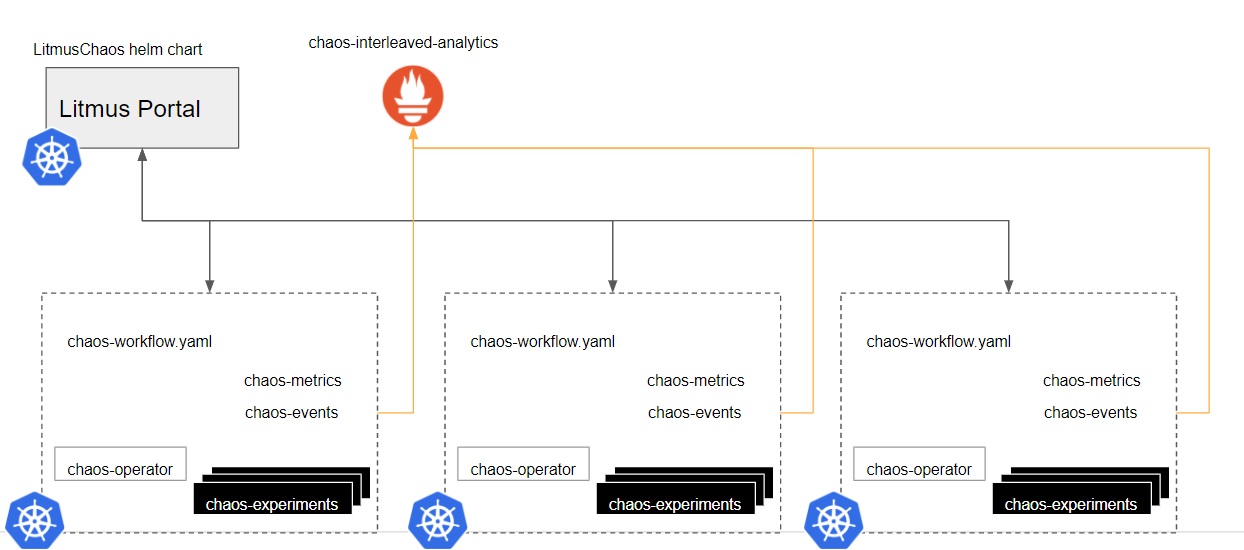 LitmusChaos helm chart
chaos-interleaved-analytics
Litmus Portal
chaos-workflow.yaml
chaos-metrics
chaos-events
chaos-operator
chaos-experiments
chaos-workflow.yaml
chaos-metrics
chaos-events
chaos-operator
chaos-experiments
chaos-workflow.yaml
chaos-metrics
chaos-events
chaos-operator
chaos-experiments